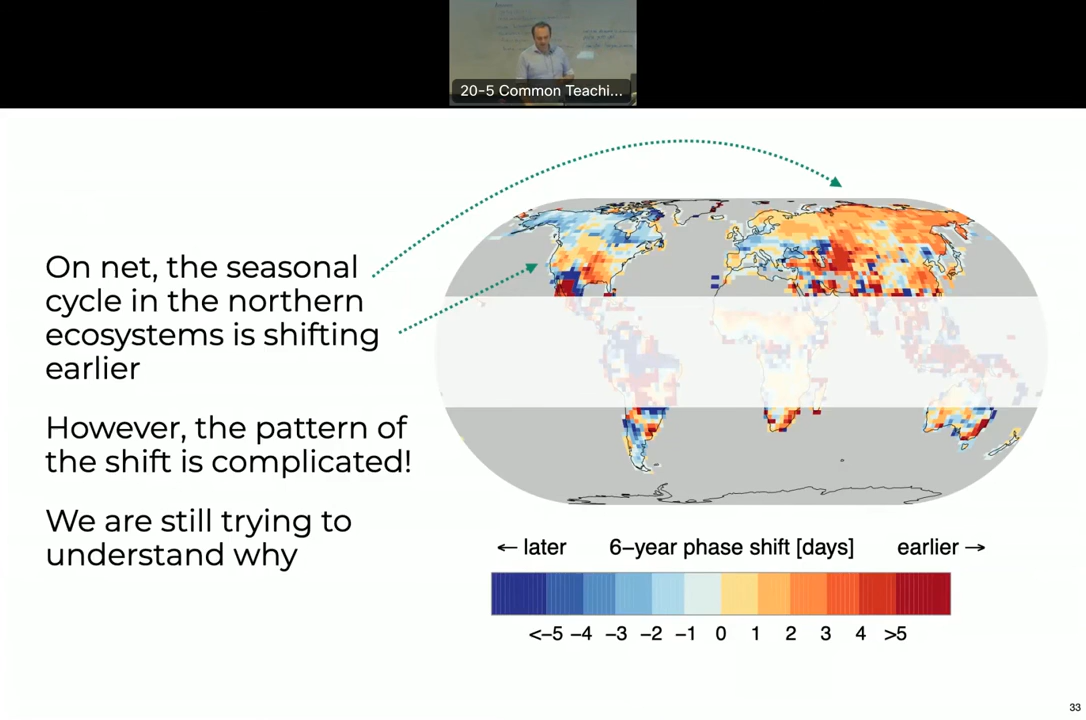 20-5 Common Teachi...
On net, the seasonal
cycle in the northern
ecosystems is shifting
earlier
However, the pattern of
the shift is complicated!
We are still trying to
understand why
← later 6-year phase shift [days] earlier →
<-5 -4 -3 -2 -1 0 1 2 3 4 >5
33